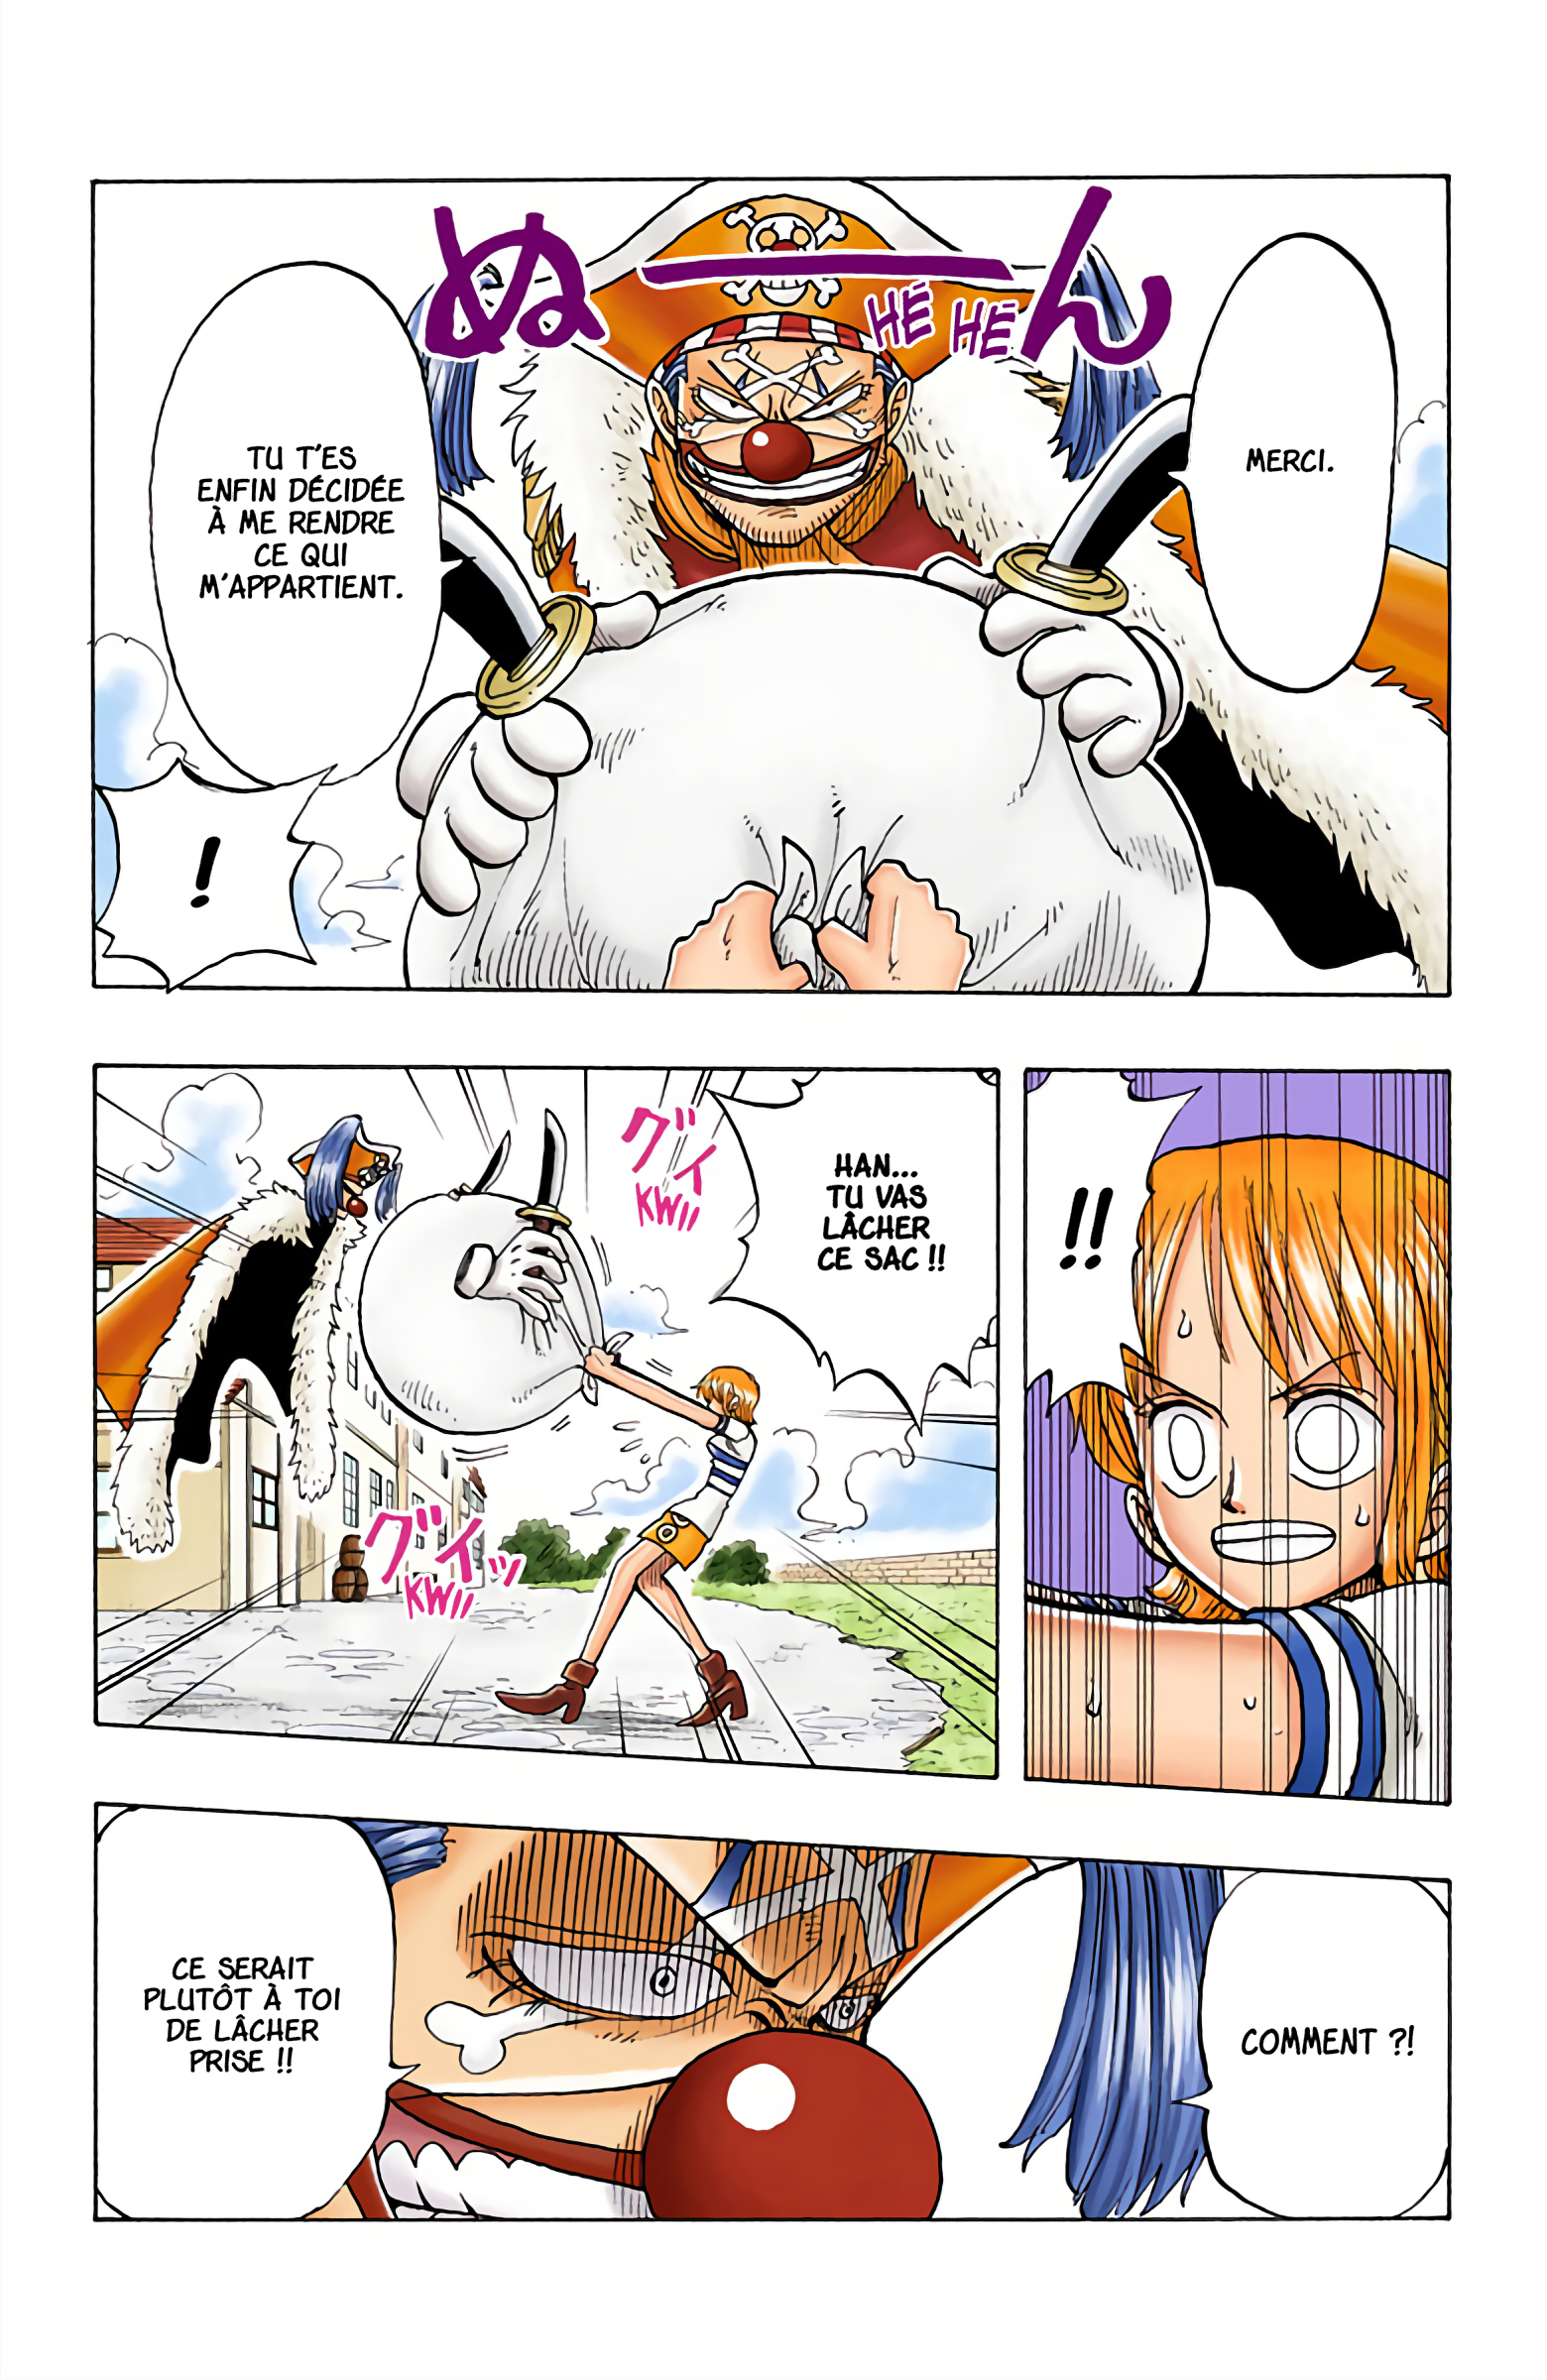 MERCI.
ぬーん
HÉ HÉ
TU T'ES
ENFIN DÉCIDÉE
À ME RENDRE
CE QUI
M'APPARTIENT.
!
!!
HAN...
TU VAS
LÂCHER
CE SAC !!
グイ
KWII
グイッ
KWII
COMMENT ?!
CE SERAIT
PLUTÔT À TOI
DE LÂCHER
PRISE !!